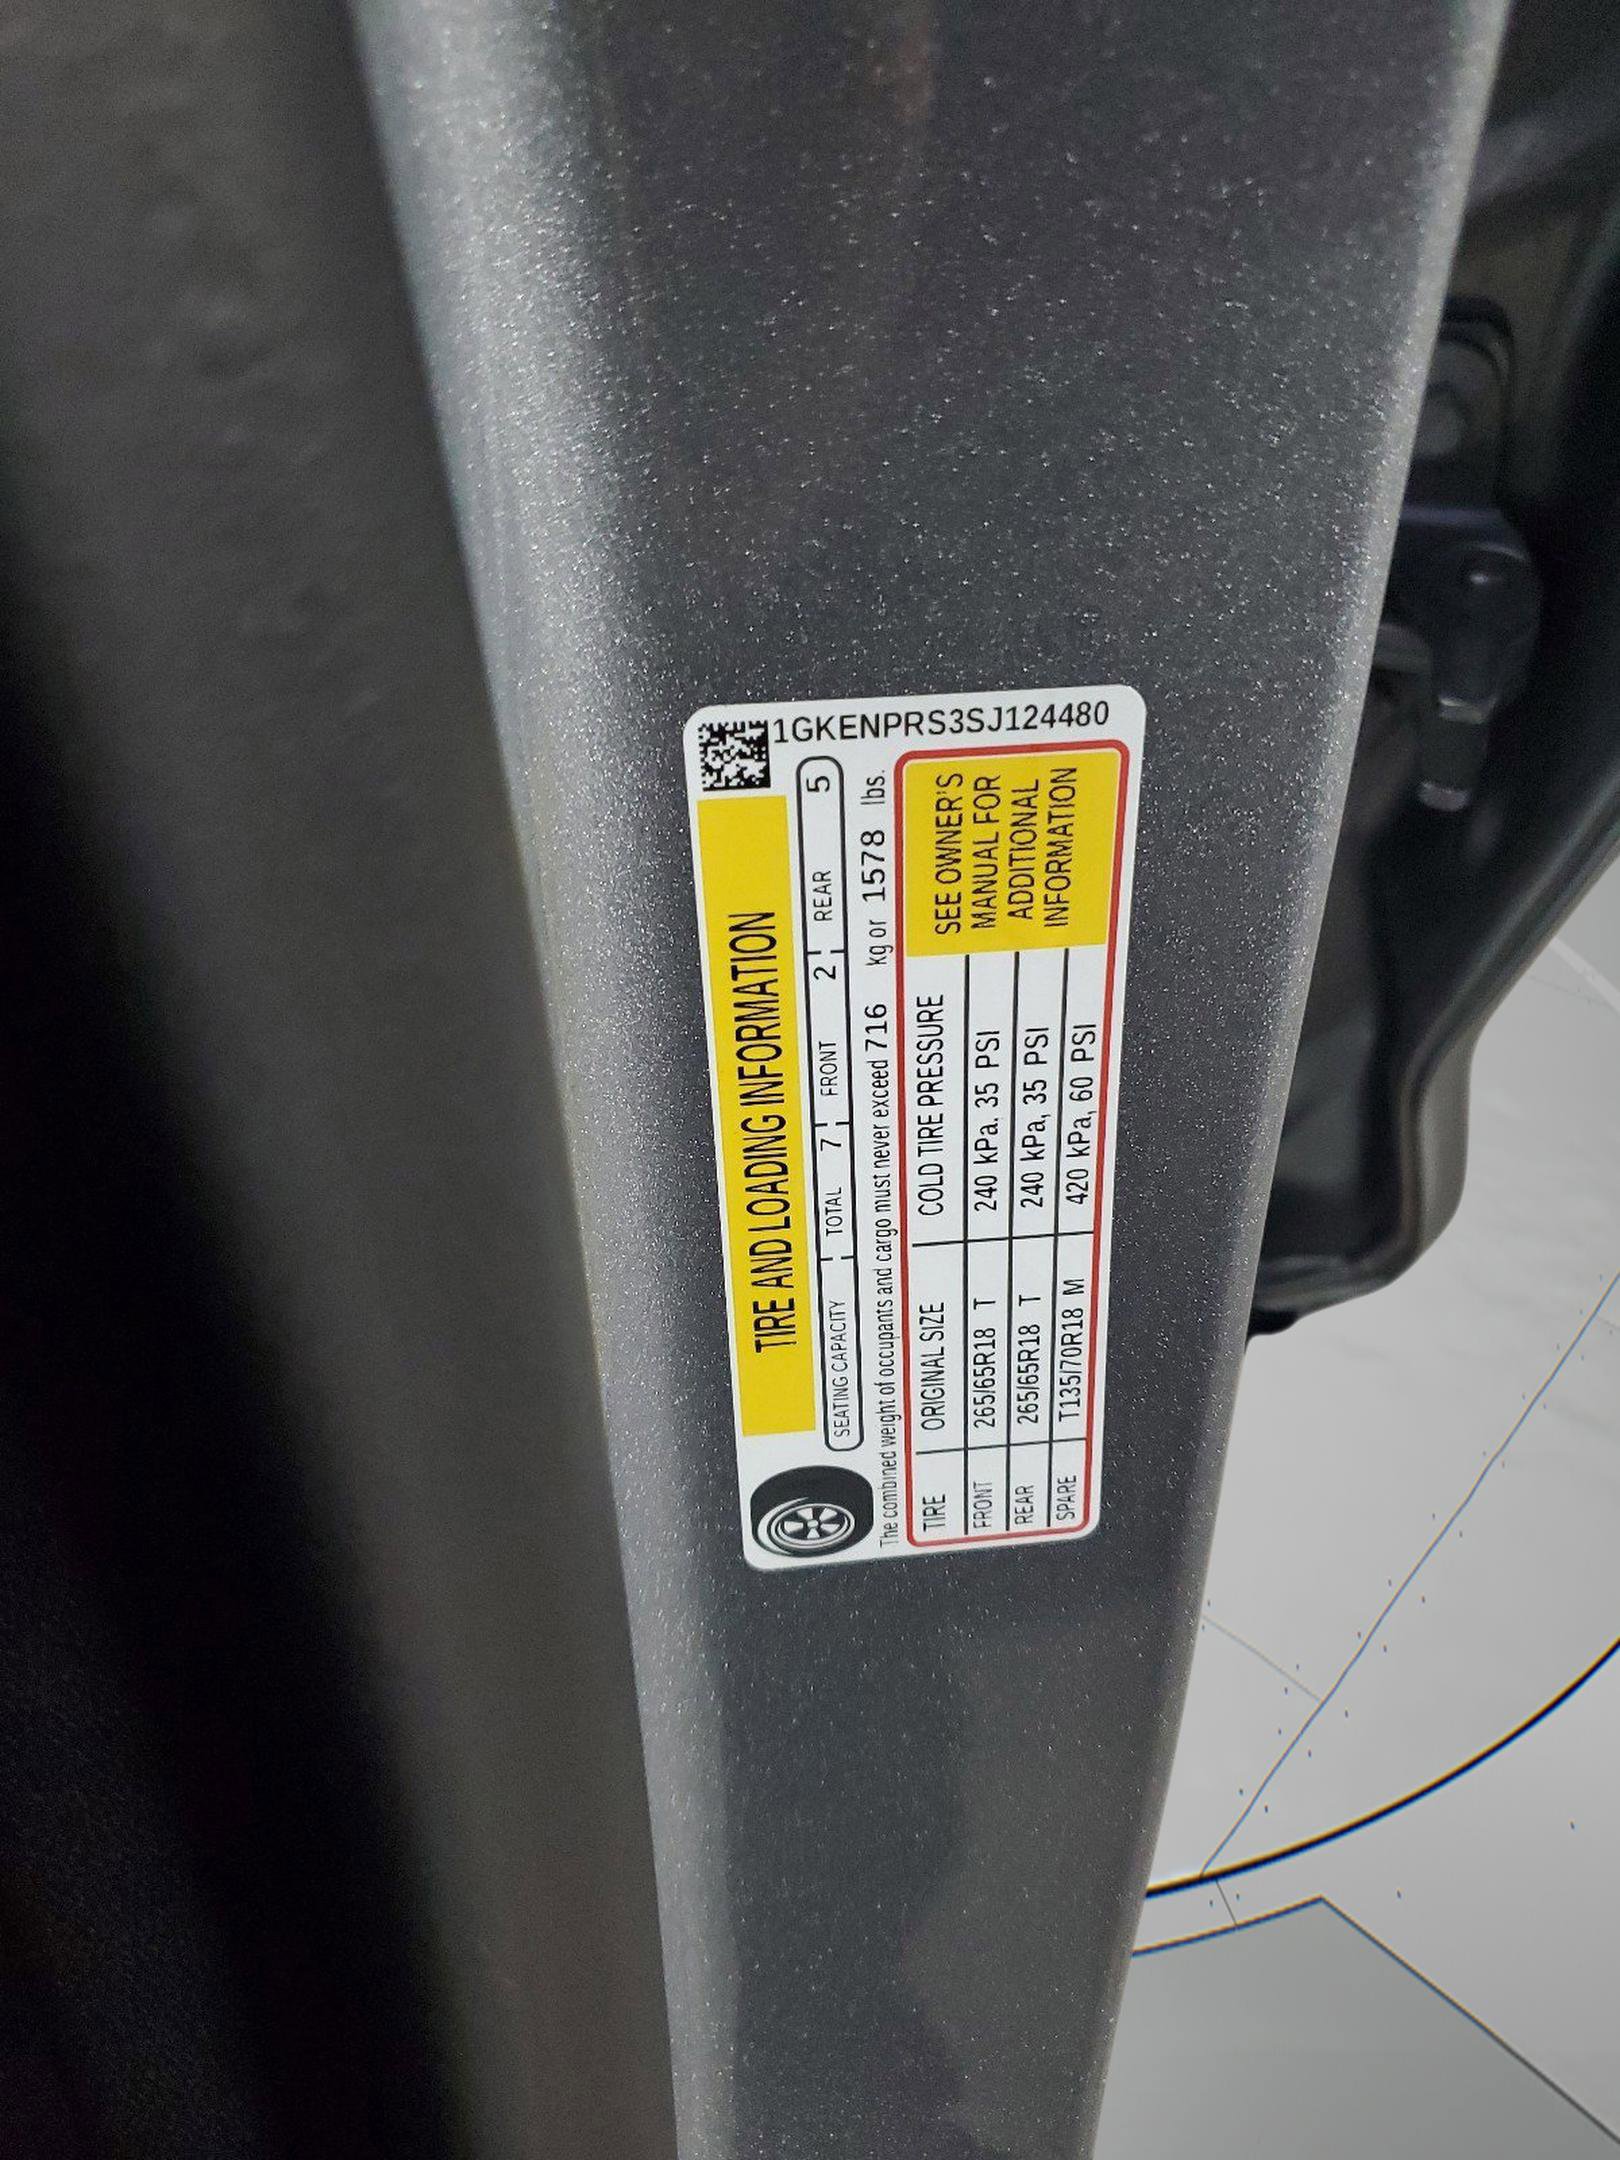 1GKENPRS3SJ124480
TIRE AND LOADING INFORMATION
SEATING CAPACITY TOTAL 7 FRONT 2 REAR 5
The combined weight of occupants and cargo must never exceed 716 kg or 1578 lbs.
TIRE ORIGINAL SIZE COLD TIRE PRESSURE
FRONT 265/65R18 T 240 kPa, 35 PSI
REAR 265/65R18 T 240 kPa, 35 PSI
SPARE T135/70R18 M 420 kPa, 60 PSI
SEE OWNER'S
MANUAL FOR
ADDITIONAL
INFORMATION